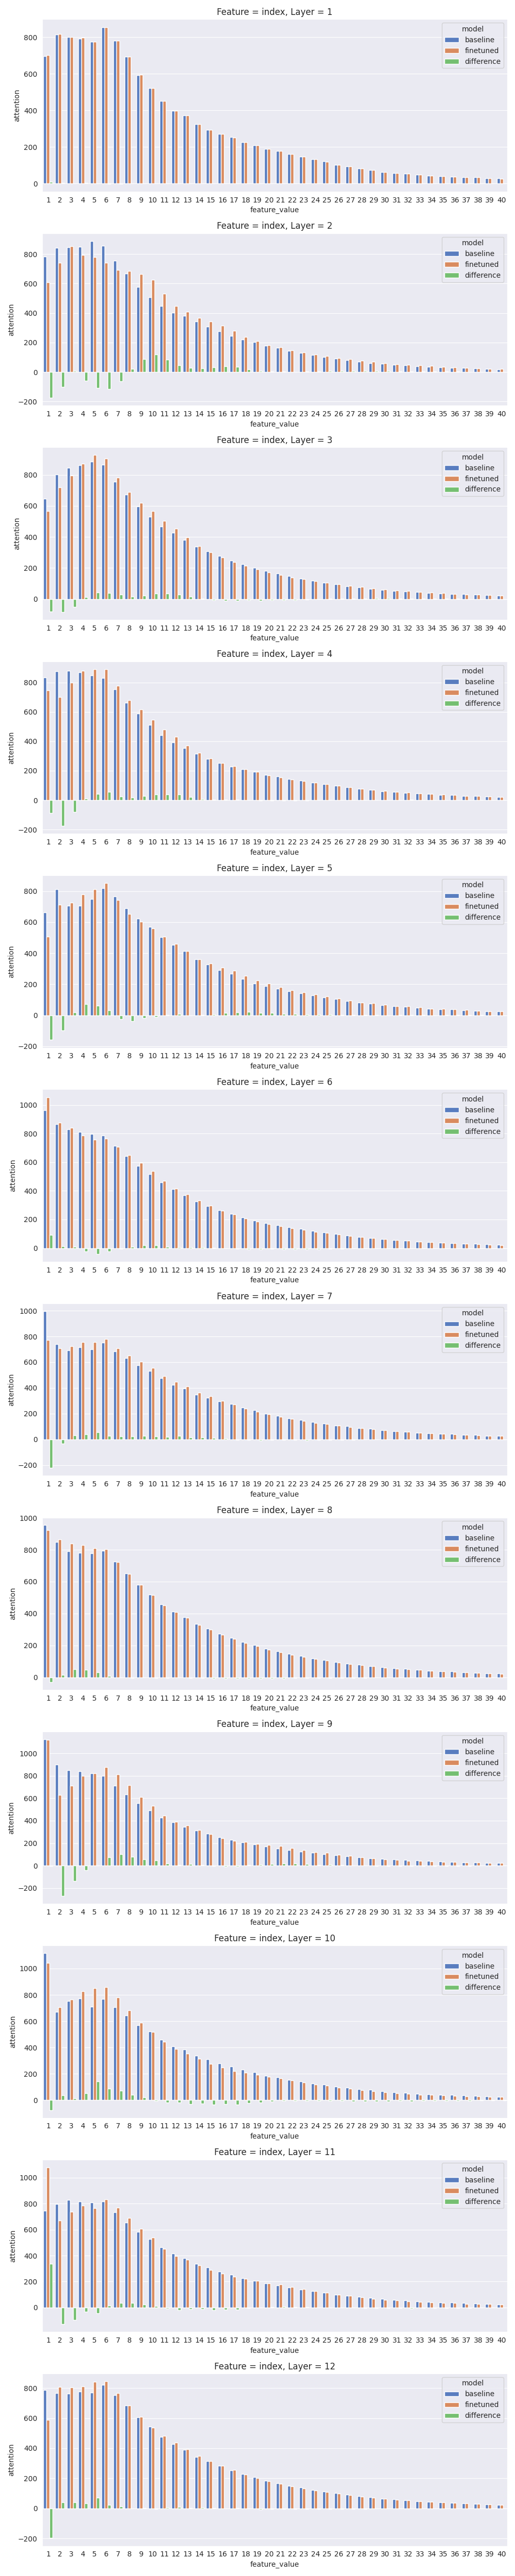 Feature = index, Layer = 1
model
baseline
finetuned
difference
800
600
400
200
0
attention
1 2 3 4 5 6 7 8 9 10 11 12 13 14 15 16 17 18 19 20 21 22 23 24 25 26 27 28 29 30 31 32 33 34 35 36 37 38 39 40
feature_value
Feature = index, Layer = 2
model
baseline
finetuned
difference
800
600
400
200
0
−200
attention
1 2 3 4 5 6 7 8 9 10 11 12 13 14 15 16 17 18 19 20 21 22 23 24 25 26 27 28 29 30 31 32 33 34 35 36 37 38 39 40
feature_value
Feature = index, Layer = 3
model
baseline
finetuned
difference
800
600
400
200
0
attention
1 2 3 4 5 6 7 8 9 10 11 12 13 14 15 16 17 18 19 20 21 22 23 24 25 26 27 28 29 30 31 32 33 34 35 36 37 38 39 40
feature_value
Feature = index, Layer = 4
model
baseline
finetuned
difference
800
600
400
200
0
−200
attention
1 2 3 4 5 6 7 8 9 10 11 12 13 14 15 16 17 18 19 20 21 22 23 24 25 26 27 28 29 30 31 32 33 34 35 36 37 38 39 40
feature_value
Feature = index, Layer = 5
model
baseline
finetuned
difference
800
600
400
200
0
−200
attention
1 2 3 4 5 6 7 8 9 10 11 12 13 14 15 16 17 18 19 20 21 22 23 24 25 26 27 28 29 30 31 32 33 34 35 36 37 38 39 40
feature_value
Feature = index, Layer = 6
model
baseline
finetuned
difference
1000
800
600
400
200
0
attention
1 2 3 4 5 6 7 8 9 10 11 12 13 14 15 16 17 18 19 20 21 22 23 24 25 26 27 28 29 30 31 32 33 34 35 36 37 38 39 40
feature_value
Feature = index, Layer = 7
model
baseline
finetuned
difference
1000
800
600
400
200
0
−200
attention
1 2 3 4 5 6 7 8 9 10 11 12 13 14 15 16 17 18 19 20 21 22 23 24 25 26 27 28 29 30 31 32 33 34 35 36 37 38 39 40
feature_value
Feature = index, Layer = 8
model
baseline
finetuned
difference
1000
800
600
400
200
0
attention
1 2 3 4 5 6 7 8 9 10 11 12 13 14 15 16 17 18 19 20 21 22 23 24 25 26 27 28 29 30 31 32 33 34 35 36 37 38 39 40
feature_value
Feature = index, Layer = 9
model
baseline
finetuned
difference
1000
800
600
400
200
0
−200
attention
1 2 3 4 5 6 7 8 9 10 11 12 13 14 15 16 17 18 19 20 21 22 23 24 25 26 27 28 29 30 31 32 33 34 35 36 37 38 39 40
feature_value
Feature = index, Layer = 10
model
baseline
finetuned
difference
1000
800
600
400
200
0
attention
1 2 3 4 5 6 7 8 9 10 11 12 13 14 15 16 17 18 19 20 21 22 23 24 25 26 27 28 29 30 31 32 33 34 35 36 37 38 39 40
feature_value
Feature = index, Layer = 11
model
baseline
finetuned
difference
1000
800
600
400
200
0
attention
1 2 3 4 5 6 7 8 9 10 11 12 13 14 15 16 17 18 19 20 21 22 23 24 25 26 27 28 29 30 31 32 33 34 35 36 37 38 39 40
feature_value
Feature = index, Layer = 12
model
baseline
finetuned
difference
800
600
400
200
0
−200
attention
1 2 3 4 5 6 7 8 9 10 11 12 13 14 15 16 17 18 19 20 21 22 23 24 25 26 27 28 29 30 31 32 33 34 35 36 37 38 39 40
feature_value